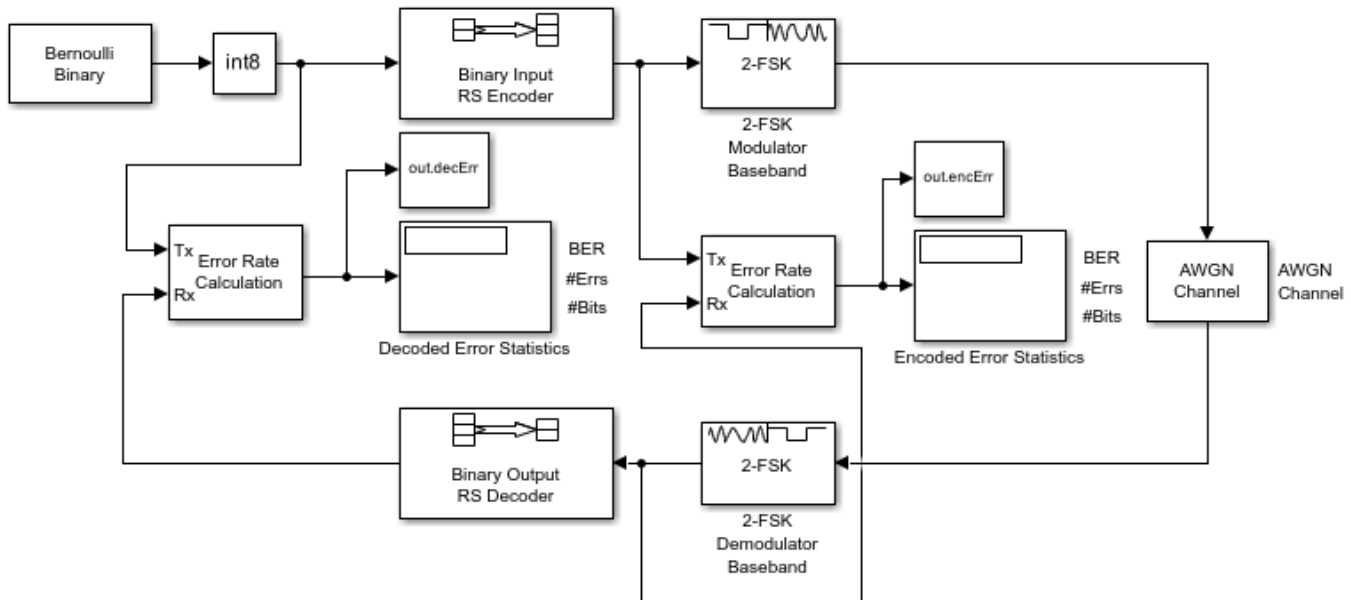 Bernoulli
Binary
int8
Binary Input
RS Encoder
2-FSK
2-FSK
Modulator
Baseband
out.decErr
out.encErr
Tx
Rx
Error Rate
Calculation
BER
#Errs
#Bits
Decoded Error Statistics
Tx
Rx
Error Rate
Calculation
BER
#Errs
#Bits
Encoded Error Statistics
AWGN
Channel
AWGN
Channel
Binary Output
RS Decoder
2-FSK
2-FSK
Demodulator
Baseband